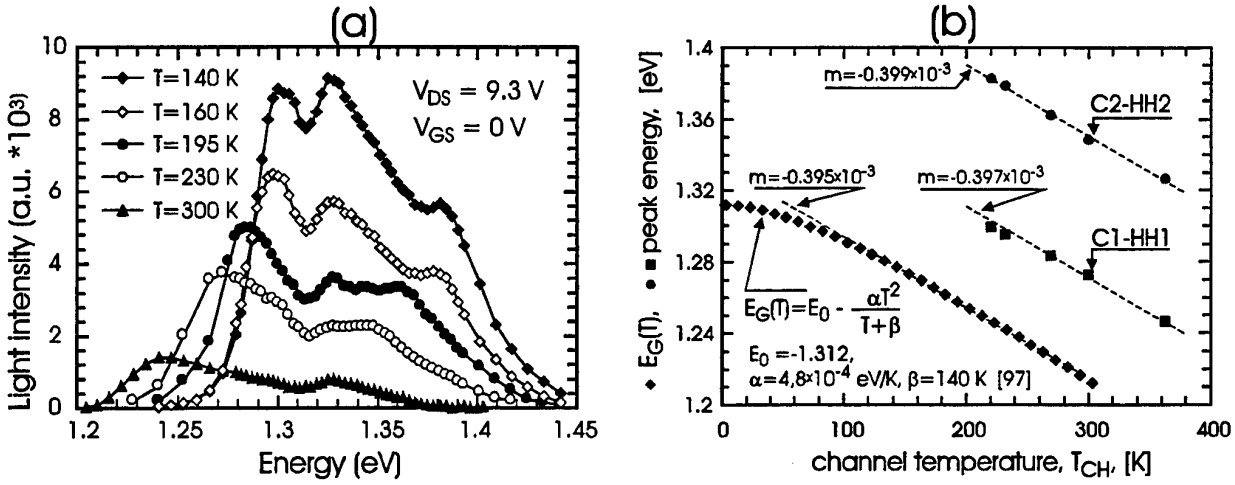 (a)
10
8
6
4
2
0
1.2
1.25
1.3
1.35
1.4
1.45
Light intensity (a.u. * 10³)
Energy (eV)
T=140 K
T=160 K
T=195 K
T=230 K
T=300 K
V_DS = 9.3 V
V_GS = 0 V
(b)
1.4
1.36
1.32
1.28
1.24
1.2
0
100
200
300
400
◆ E_G(T), ■ ● peak energy, [eV]
channel temperature, T_CH, [K]
m=-0.399×10⁻³
C2-HH2
m=-0.395×10⁻³
m=-0.397×10⁻³
C1-HH1
E_G(T)=E_0 - αT²/(T+β)
E_0 =-1.312,
α=4,8×10⁻⁴ eV/K, β=140 K [97]